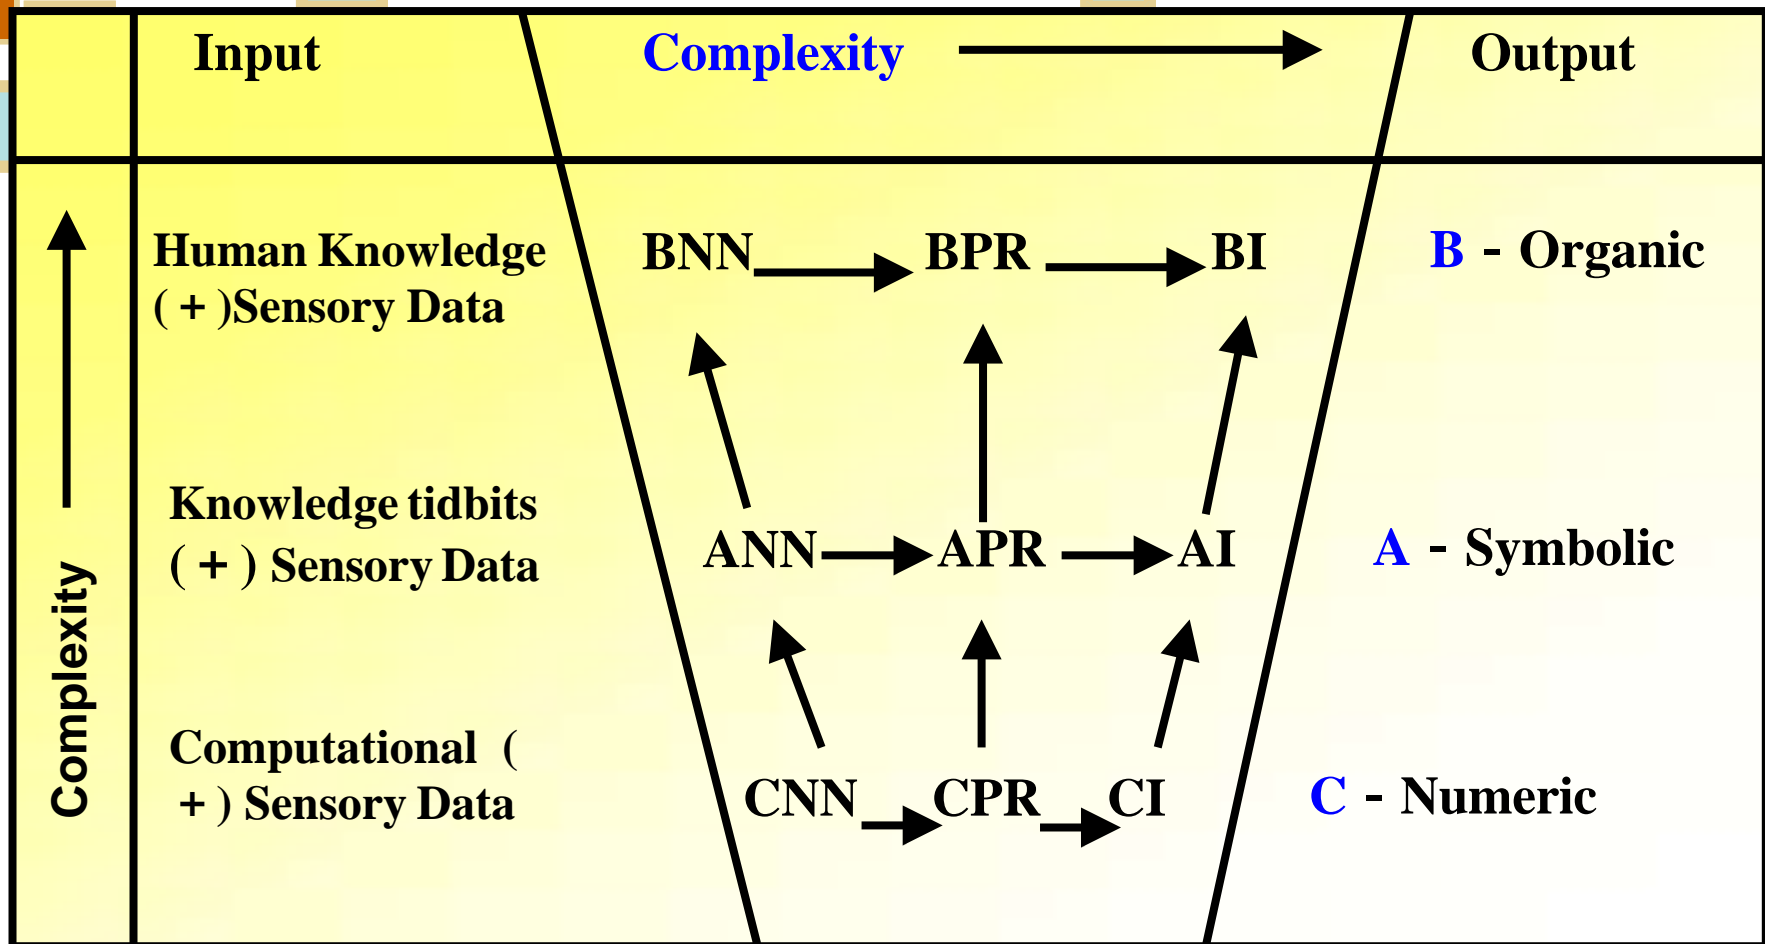 Input Complexity Output
Human Knowledge BNN BPR BI B - Organic
( + )Sensory Data
Knowledge tidbits
( + ) Sensory Data ANN APR AI A - Symbolic
Complexity
Computational (
+ ) Sensory Data CNN CPR CI C - Numeric